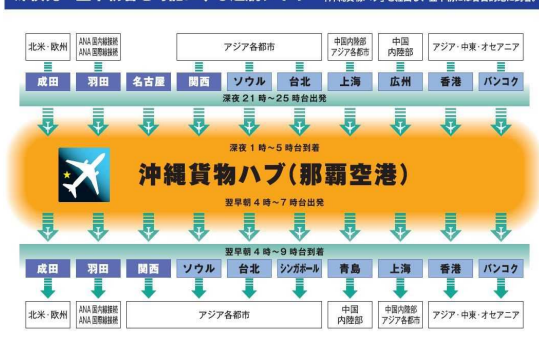 北米・欧州
ANA 国内線接続
ANA 国際線接続
アジア各都市
中国内陸部
アジア各都市
中国
内陸部
アジア・中東・オセアニア
成田 羽田 名古屋 関西 ソウル 台北 上海 広州 香港 バンコク
深夜 21 時〜25 時台出発
深夜 1 時〜5 時台到着
沖縄貨物ハブ(那覇空港)
翌早朝 4 時〜7 時台出発
翌早朝 4 時〜9 時台到着
成田 羽田 関西 ソウル 台北 シンガポール 青島 上海 香港 バンコク
北米・欧州
ANA 国内線接続
ANA 国際線接続
アジア各都市
中国
内陸部
中国内陸部
アジア各都市
アジア・中東・オセアニア